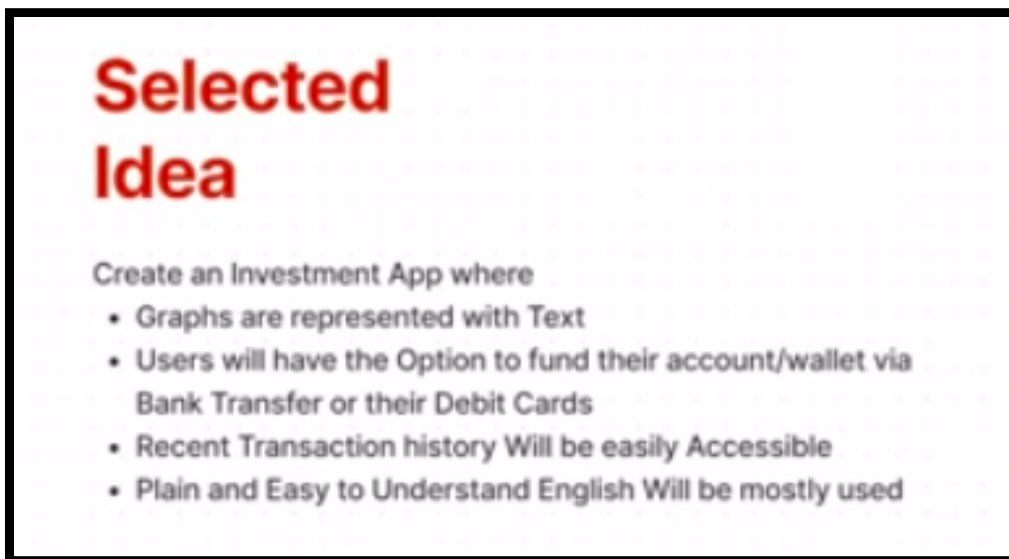 Selected
Idea
Create an Investment App where
• Graphs are represented with Text
• Users will have the Option to fund their account/wallet via
Bank Transfer or their Debit Cards
• Recent Transaction history Will be easily Accessible
• Plain and Easy to Understand English Will be mostly used